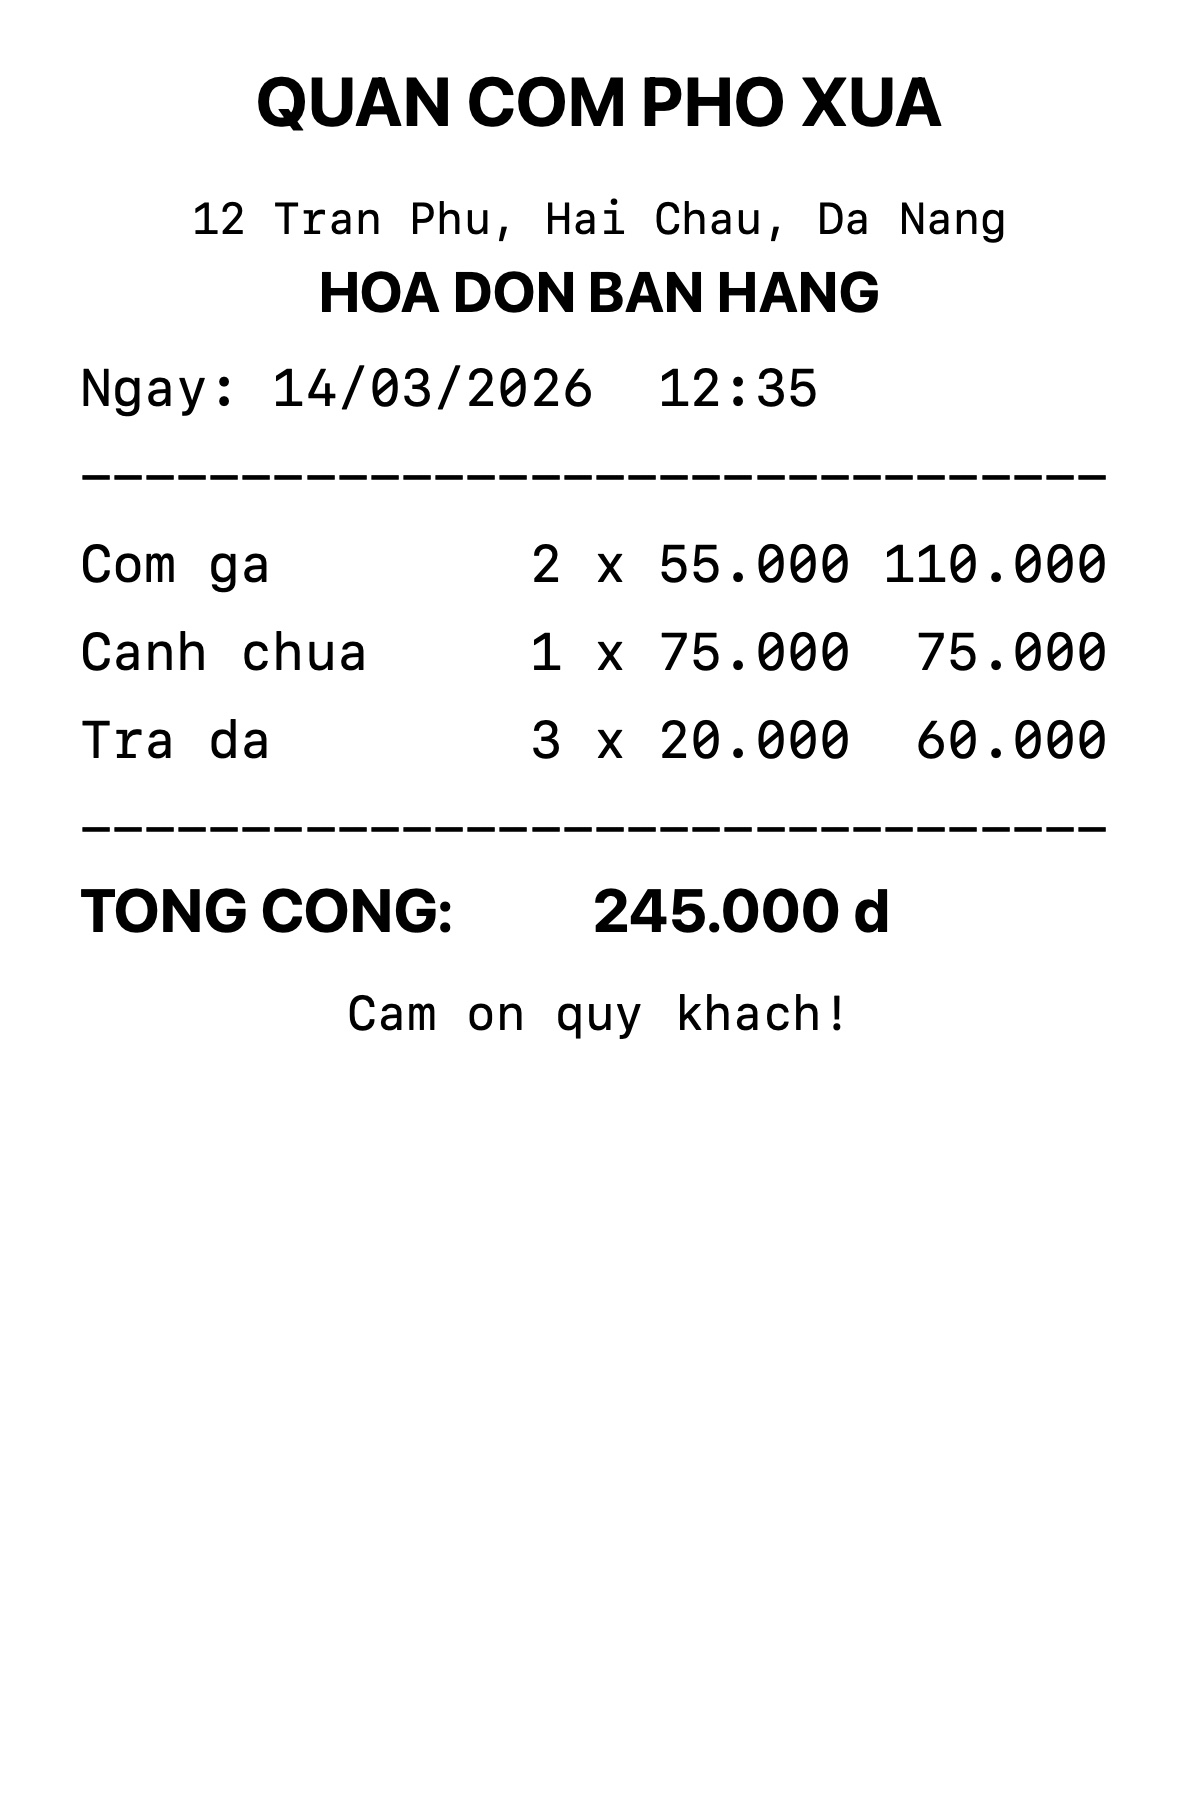 QUAN COM PHO XUA
12 Tran Phu, Hai Chau, Da Nang
HOA DON BAN HANG
Ngay: 14/03/2026  12:35
--------------------------------
Com ga        2 x 55.000 110.000
Canh chua     1 x 75.000  75.000
Tra da        3 x 20.000  60.000
--------------------------------
TONG CONG:    245.000 d
Cam on quy khach!